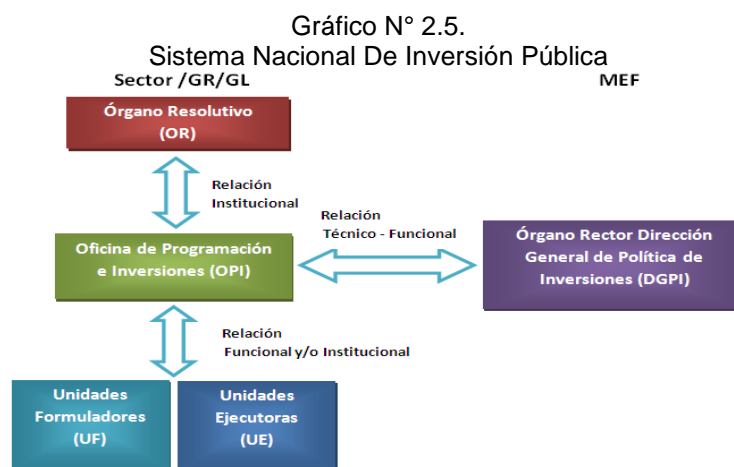 Gráfico N° 2.5.
Sistema Nacional De Inversión Pública
Sector /GR/GL
MEF
Órgano Resolutivo
(OR)
Relación
Institucional
Relación
Técnico - Funcional
Oficina de Programación
e Inversiones (OPI)
Órgano Rector Dirección
General de Política de
Inversiones (DGPI)
Relación
Funcional y/o Institucional
Unidades
Formuladores
(UF)
Unidades
Ejecutoras
(UE)